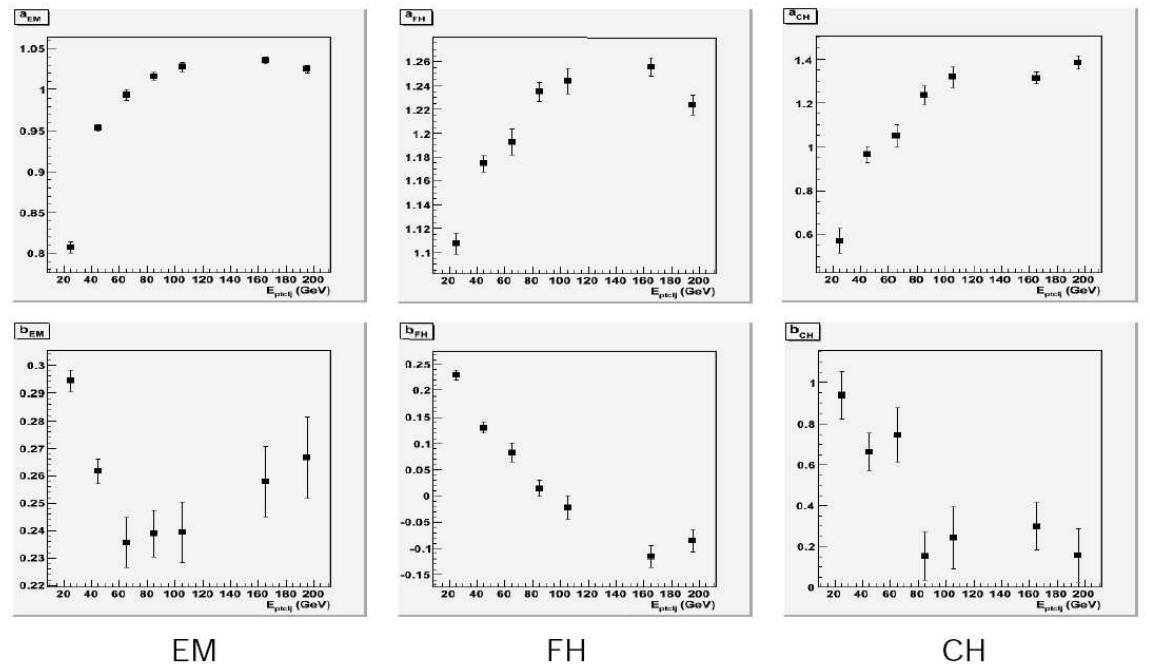 a_EM
1.05
1
0.95
0.9
0.85
0.8
20 40 60 80 100 120 140 160 180 200
E_ptclj (GeV)
a_FH
1.26
1.24
1.22
1.2
1.18
1.16
1.14
1.12
1.1
20 40 60 80 100 120 140 160 180 200
E_ptclj (GeV)
a_CH
1.4
1.2
1
0.8
0.6
20 40 60 80 100 120 140 160 180 200
E_ptclj (GeV)
b_EM
0.3
0.29
0.28
0.27
0.26
0.25
0.24
0.23
0.22
20 40 60 80 100 120 140 160 180 200
E_ptclj (GeV)
b_FH
0.25
0.2
0.15
0.1
0.05
0
-0.05
-0.1
-0.15
20 40 60 80 100 120 140 160 180 200
E_ptclj (GeV)
b_CH
1
0.8
0.6
0.4
0.2
0
20 40 60 80 100 120 140 160 180 200
E_ptclj (GeV)
EM FH CH